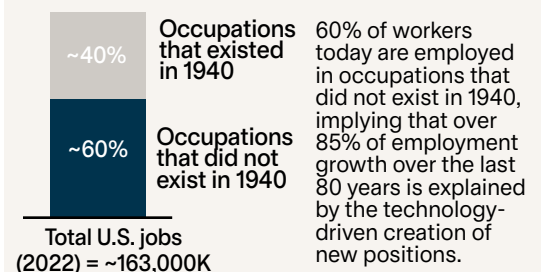 ~40%
Occupations
that existed
in 1940
~60%
Occupations
that did not
exist in 1940
Total U.S. jobs
(2022) = ~163,000K
60% of workers
today are employed
in occupations that
did not exist in 1940,
implying that over
85% of employment
growth over the last
80 years is explained
by the technology-
driven creation of
new positions.